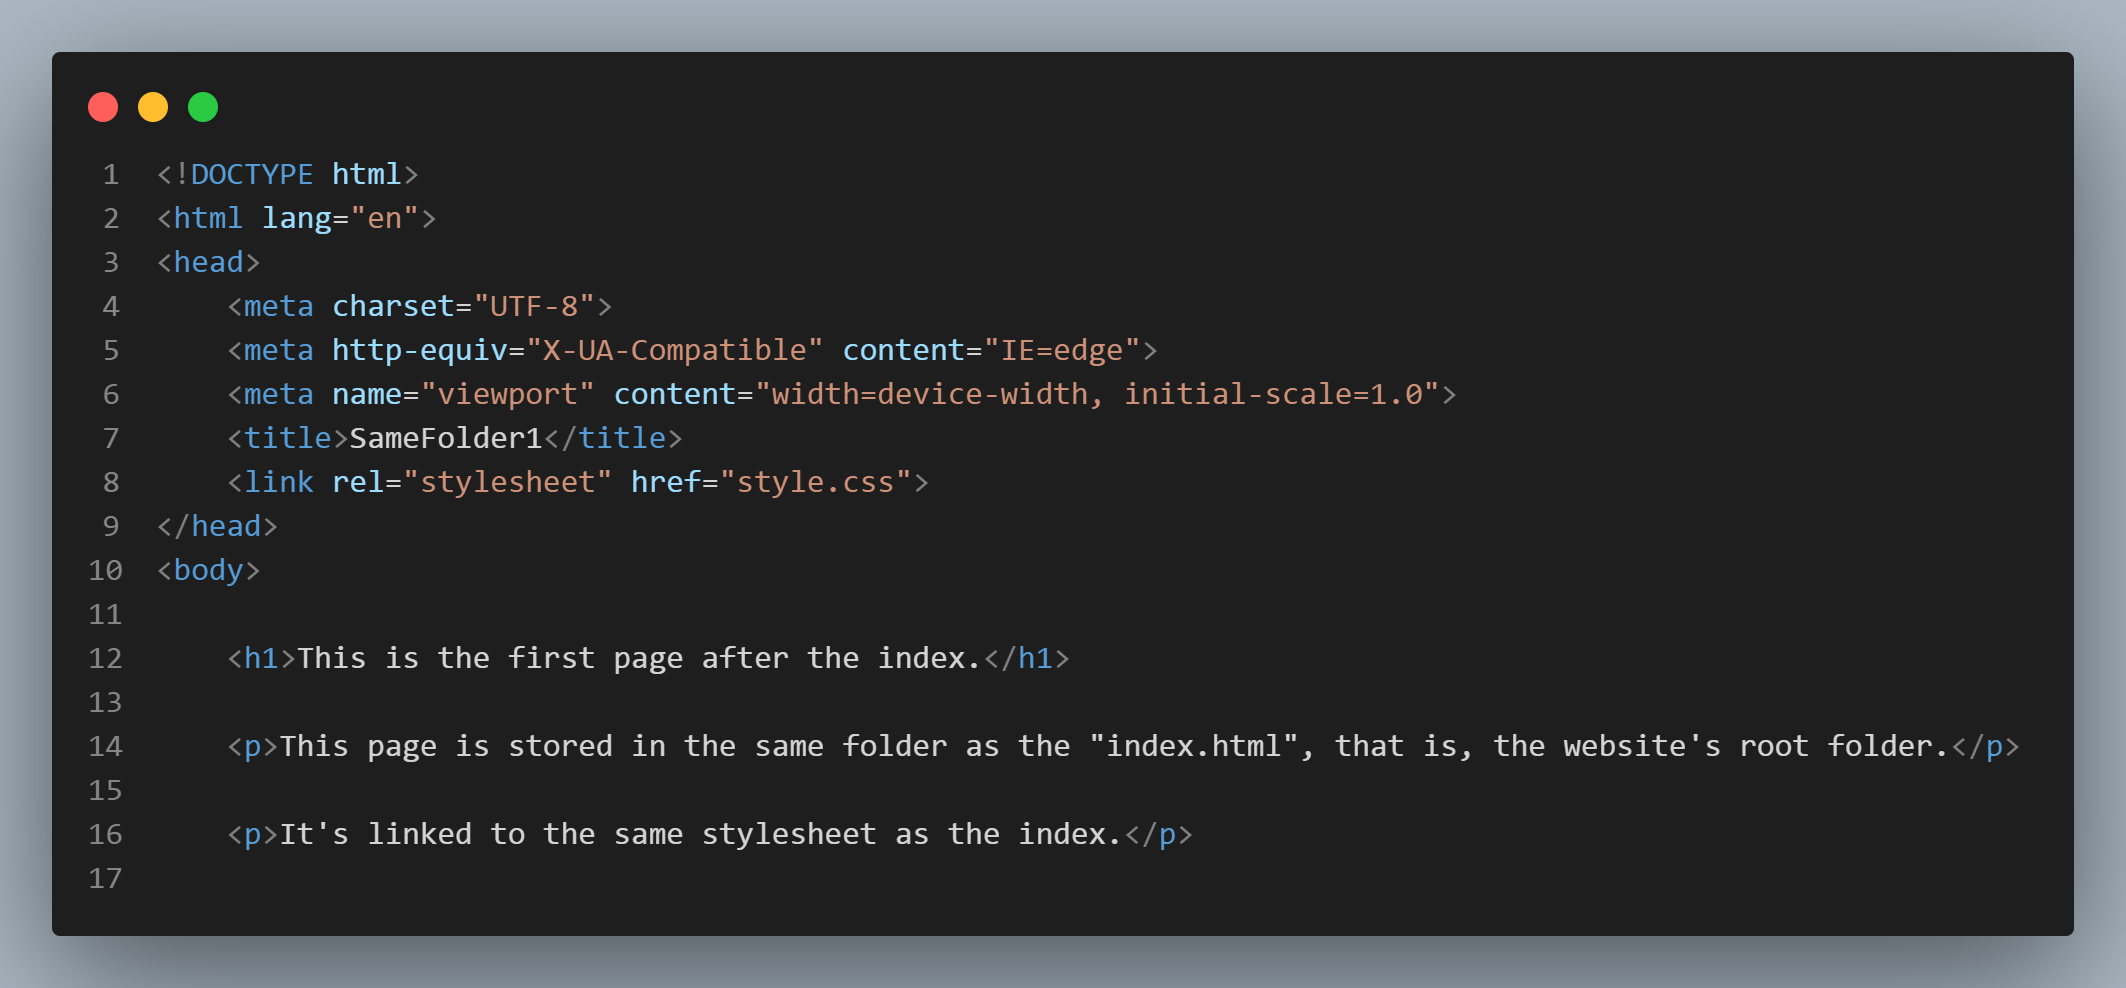 1 <!DOCTYPE html>
2 <html lang="en">
3 <head>
4     <meta charset="UTF-8">
5     <meta http-equiv="X-UA-Compatible" content="IE=edge">
6     <meta name="viewport" content="width=device-width, initial-scale=1.0">
7     <title>SameFolder1</title>
8     <link rel="stylesheet" href="style.css">
9 </head>
10 <body>
11
12     <h1>This is the first page after the index.</h1>
13
14     <p>This page is stored in the same folder as the "index.html", that is, the website's root folder.</p>
15
16     <p>It's linked to the same stylesheet as the index.</p>
17